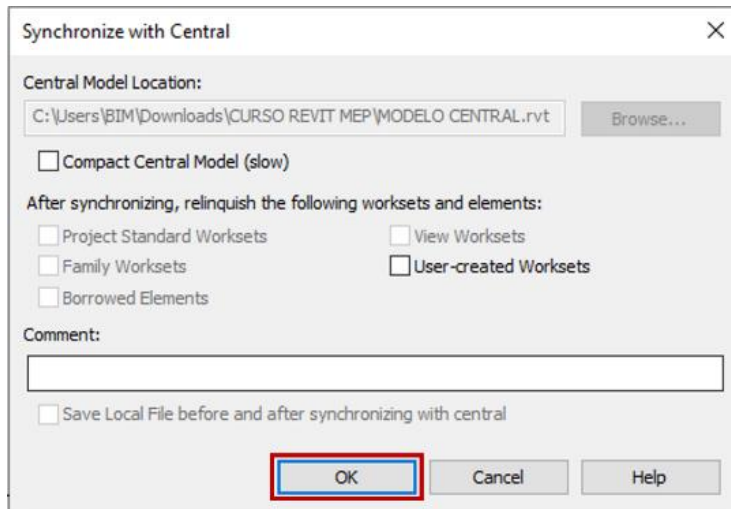 Synchronize with Central
Central Model Location:
C:\Users\BIM\Downloads\CURSO REVIT MEP\MODELO CENTRAL.rvt Browse...
Compact Central Model (slow)
After synchronizing, relinquish the following worksets and elements:
Project Standard Worksets View Worksets
Family Worksets User-created Worksets
Borrowed Elements
Comment:
Save Local File before and after synchronizing with central
OK Cancel Help